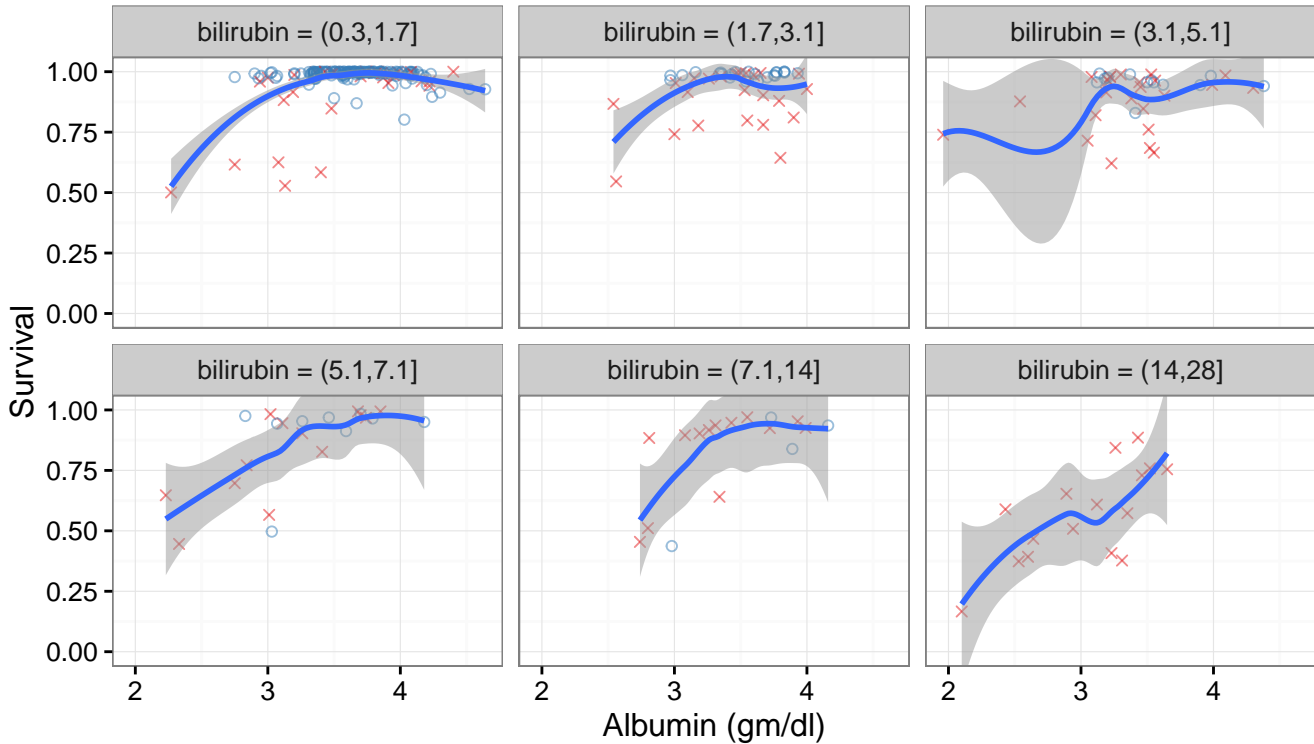 bilirubin = (0.3,1.7]
bilirubin = (1.7,3.1]
bilirubin = (3.1,5.1]
1.00
0.75
0.50
0.25
0.00
Survival
bilirubin = (5.1,7.1]
bilirubin = (7.1,14]
bilirubin = (14,28]
1.00
0.75
0.50
0.25
0.00
2 3 4
2 3 4
2 3 4
Albumin (gm/dl)